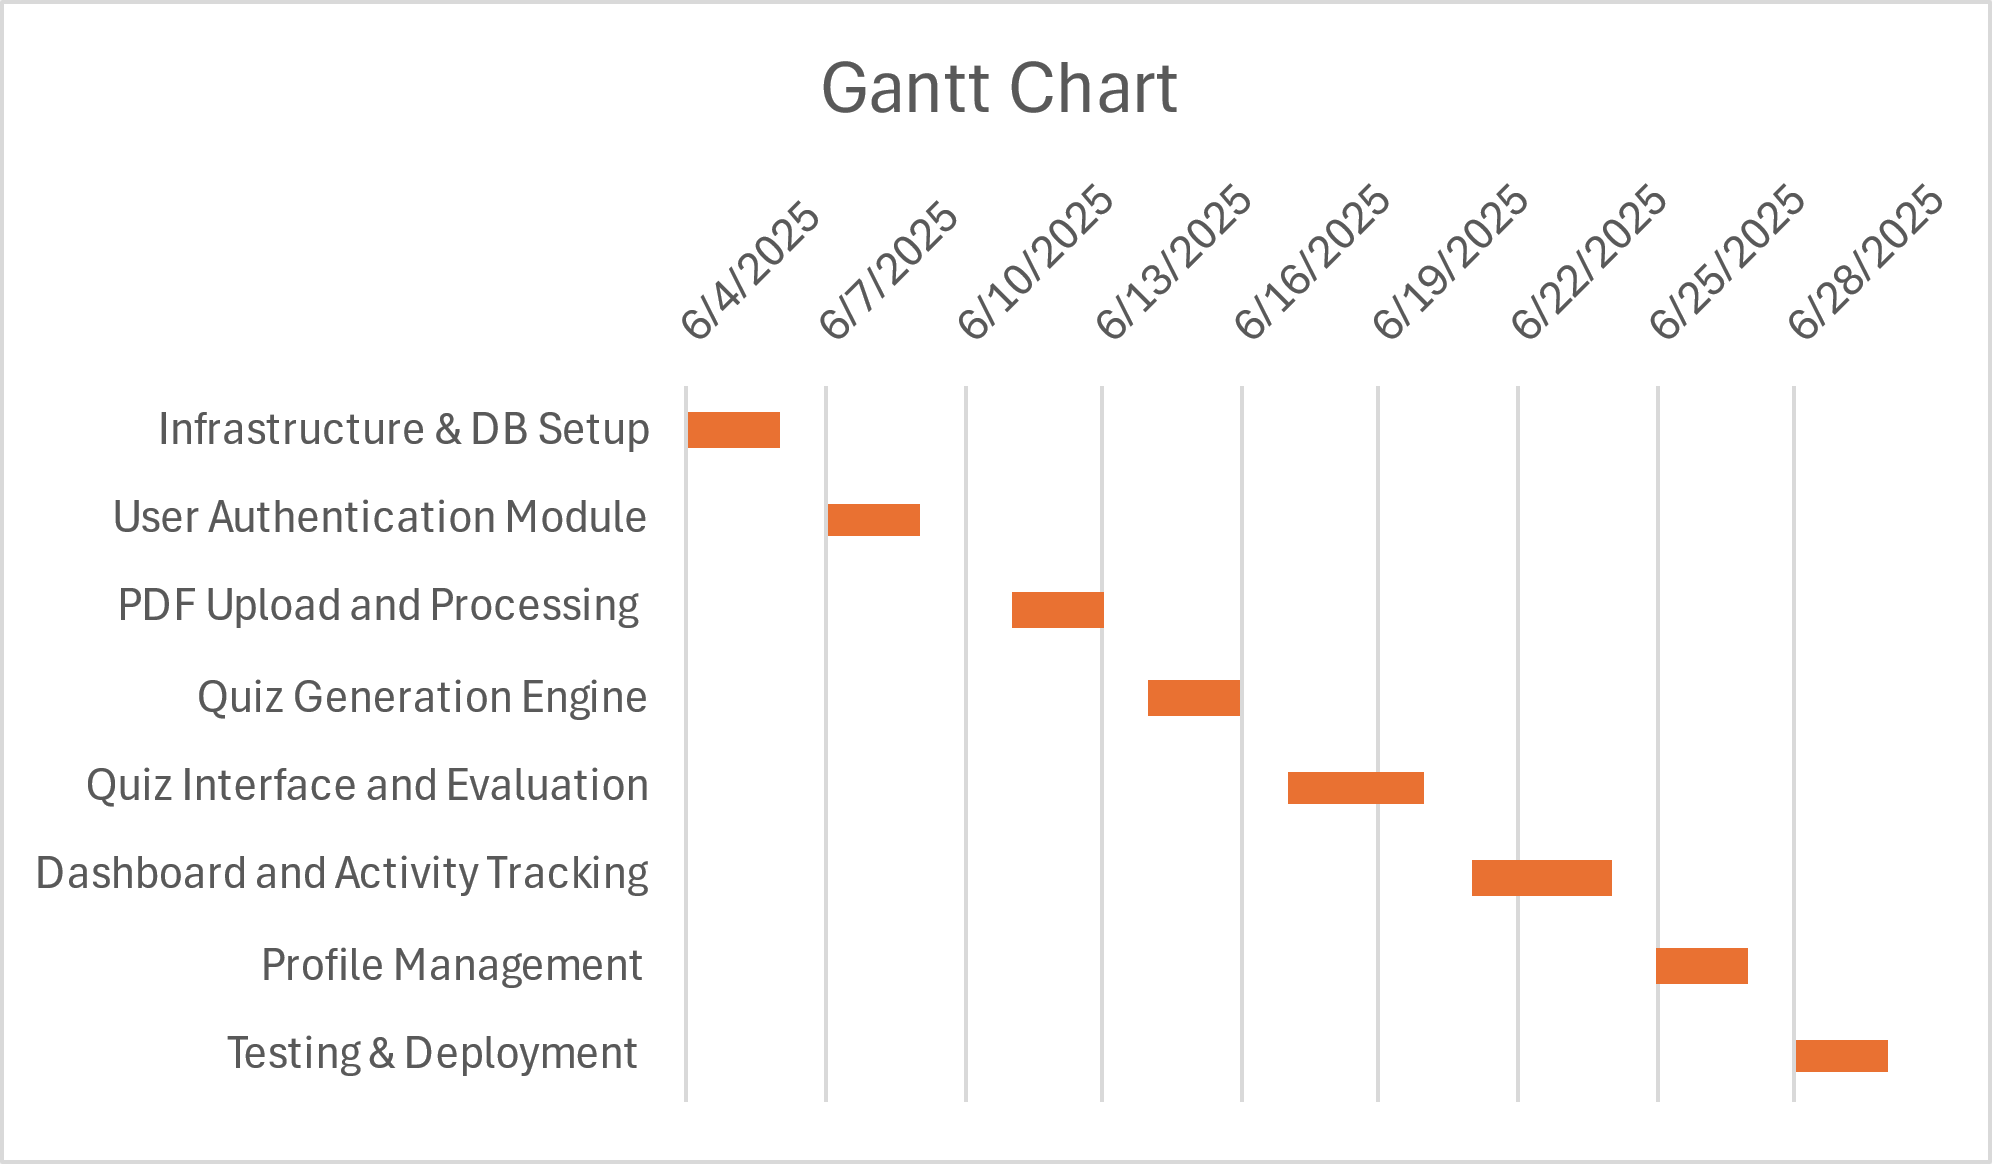 Gantt Chart
6/4/2025
6/7/2025
6/10/2025
6/13/2025
6/16/2025
6/19/2025
6/22/2025
6/25/2025
6/28/2025
Infrastructure & DB Setup
User Authentication Module
PDF Upload and Processing
Quiz Generation Engine
Quiz Interface and Evaluation
Dashboard and Activity Tracking
Profile Management
Testing & Deployment